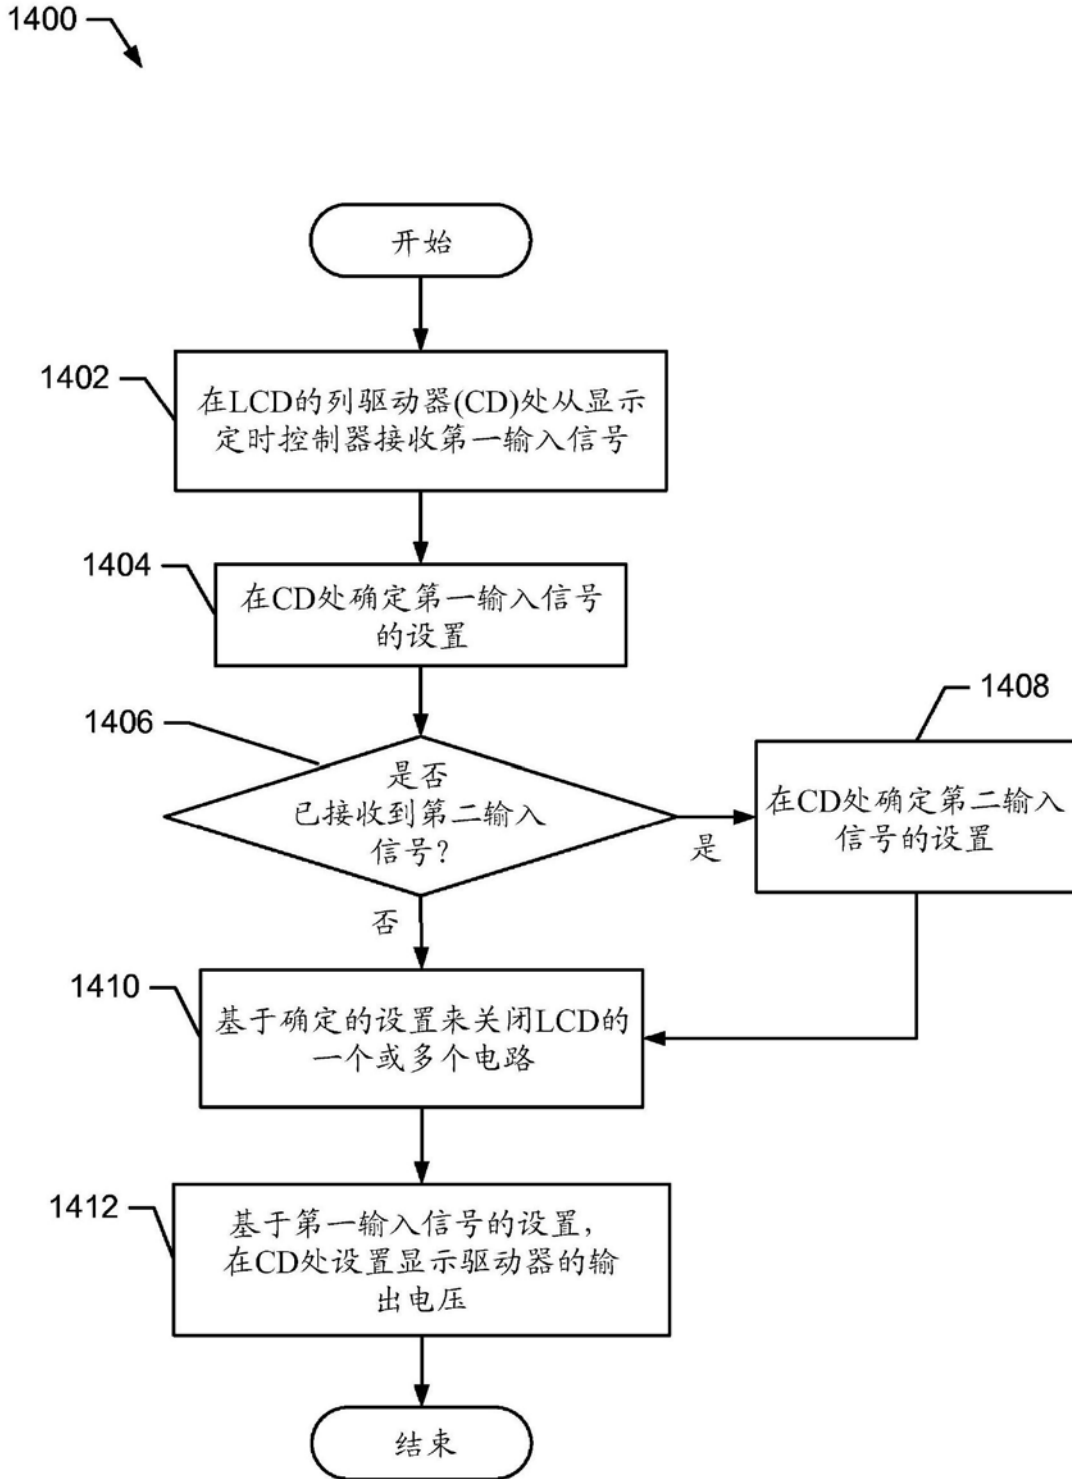 1400
开始
1402
在LCD的列驱动器(CD)处从显示
定时控制器接收第一输入信号
1404
在CD处确定第一输入信号
的设置
1406
是否
已接收到第二输入
信号?
是
1408
在CD处确定第二输入
信号的设置
否
1410
基于确定的设置来关闭LCD的
一个或多个电路
1412
基于第一输入信号的设置，
在CD处设置显示驱动器的输
出电压
结束